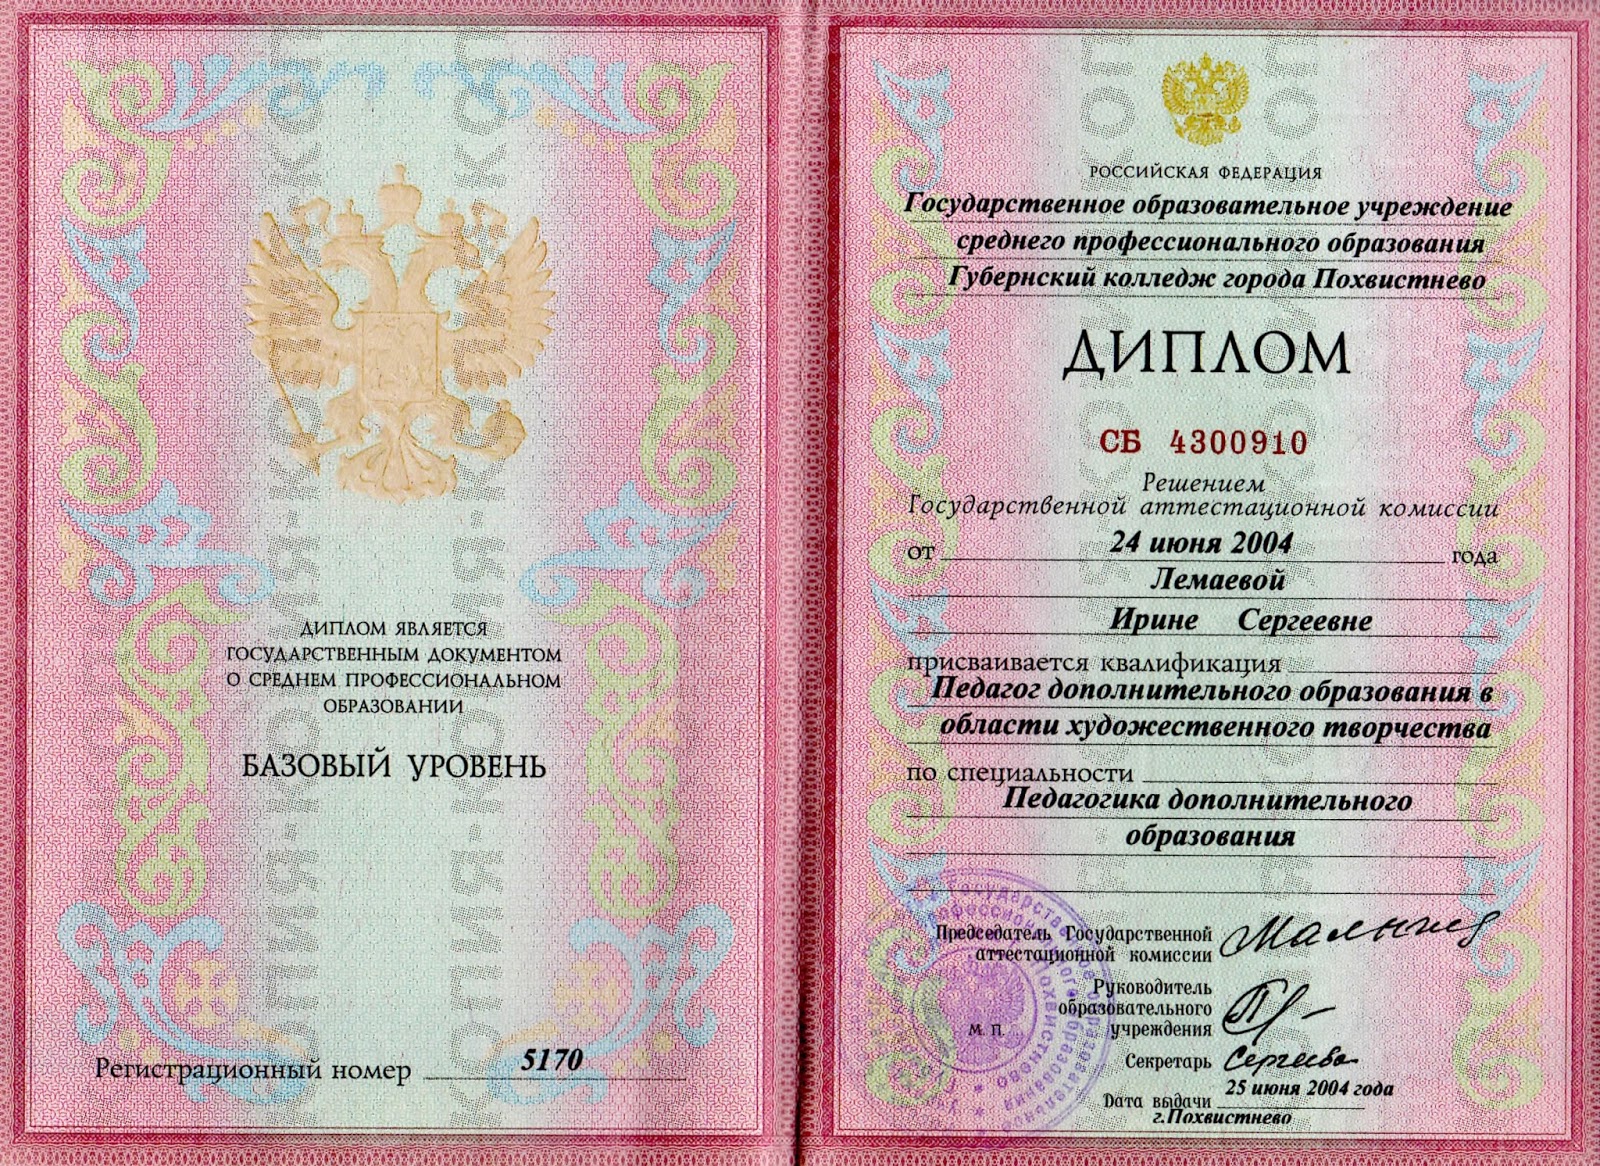 ДИПЛОМ ЯВЛЯЕТСЯ
ГОСУДАРСТВЕННЫМ ДОКУМЕНТОМ
О СРЕДНЕМ ПРОФЕССИОНАЛЬНОМ
ОБРАЗОВАНИИ
БАЗОВЫЙ УРОВЕНЬ
Регистрационный номер 5170
РОССИЙСКАЯ ФЕДЕРАЦИЯ
Государственное образовательное учреждение
среднего профессионального образования
Губернский колледж города Похвистнево
ДИПЛОМ
СБ 4300910
Решением
Государственной аттестационной комиссии
от 24 июня 2004 года
Лемаевой
Ирине Сергеевне
присваивается квалификация
Педагог дополнительного образования в
области художественного творчества
по специальности
Педагогика дополнительного
образования
Председатель Государственной
аттестационной комиссии
Руководитель
образовательного
учреждения
М. П.
Секретарь
25 июня 2004 года
Дата выдачи
г.Похвистнево